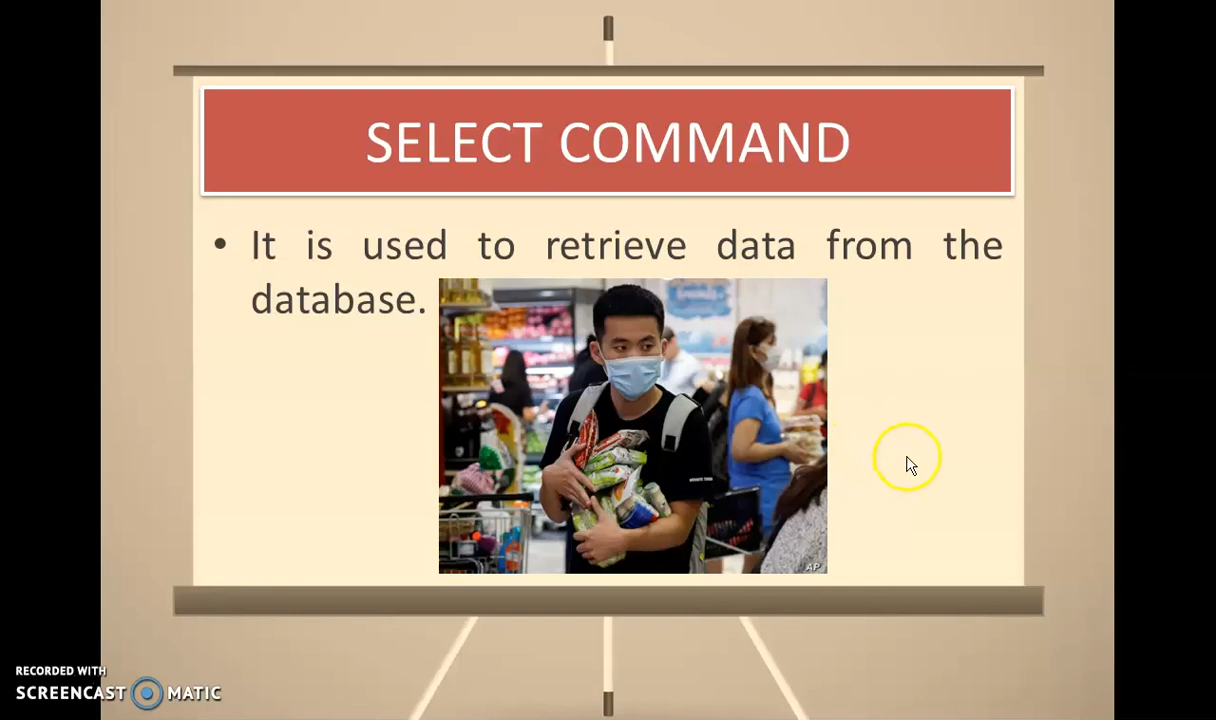 SELECT COMMAND
• It is used to retrieve data from the
database.
AP
RECORDED WITH
SCREENCAST MATIC